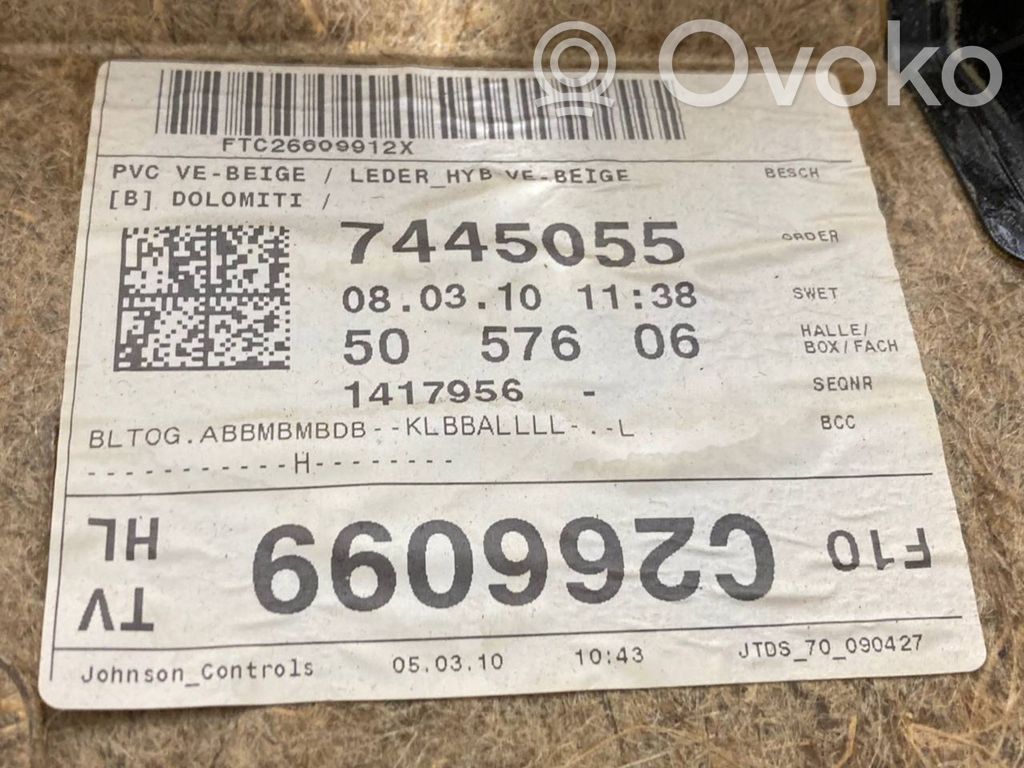 Ovoko
FTC26609912X
PVC VE-BEIGE / LEDER_HYB VE-BEIGE BESCH
[B] DOLOMITI /
7445055 ORDER
08.03.10 11:38 SWET
50 576 06 HALLE/
BOX/FACH
1417956 - SEQNR
BLTOG.ABBMBMBDB--KLBBALLLL-.-L BCC
-----------H--------
F10 C266099 TV
HL
Johnson_Controls 05.03.10 10:43 JTDS_70_090427